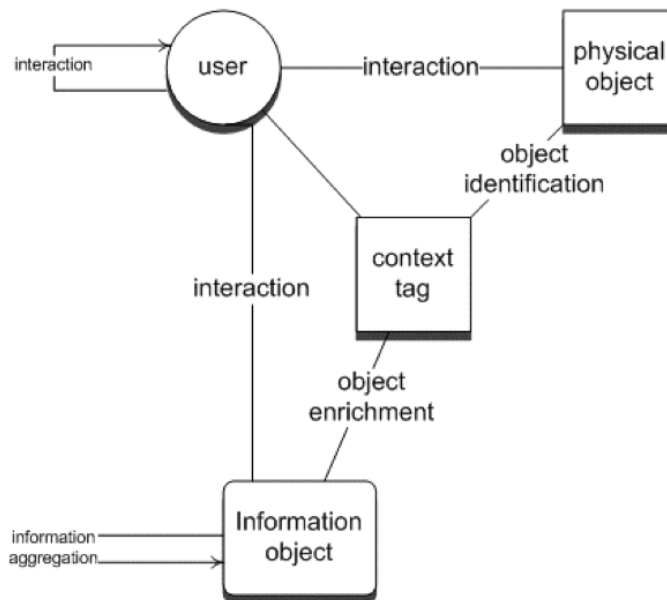 interaction
user
interaction
physical
object
object
identification
context
tag
interaction
object
enrichment
Information
object
information
aggregation